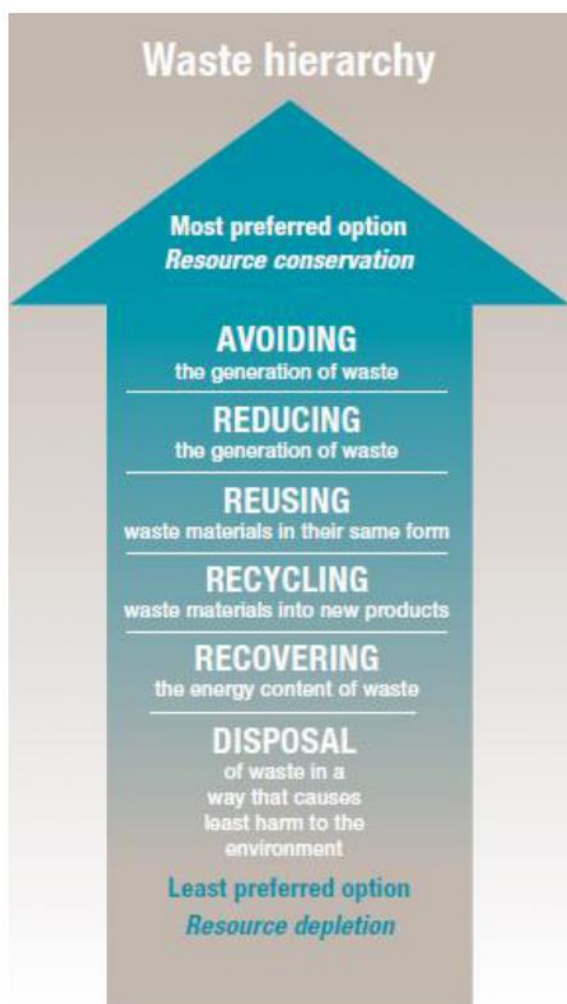 Waste hierarchy
Most preferred option
Resource conservation
AVOIDING
the generation of waste
REDUCING
the generation of waste
REUSING
waste materials in their same form
RECYCLING
waste materials into new products
RECOVERING
the energy content of waste
DISPOSAL
of waste in a
way that causes
least harm to the
environment
Least preferred option
Resource depletion